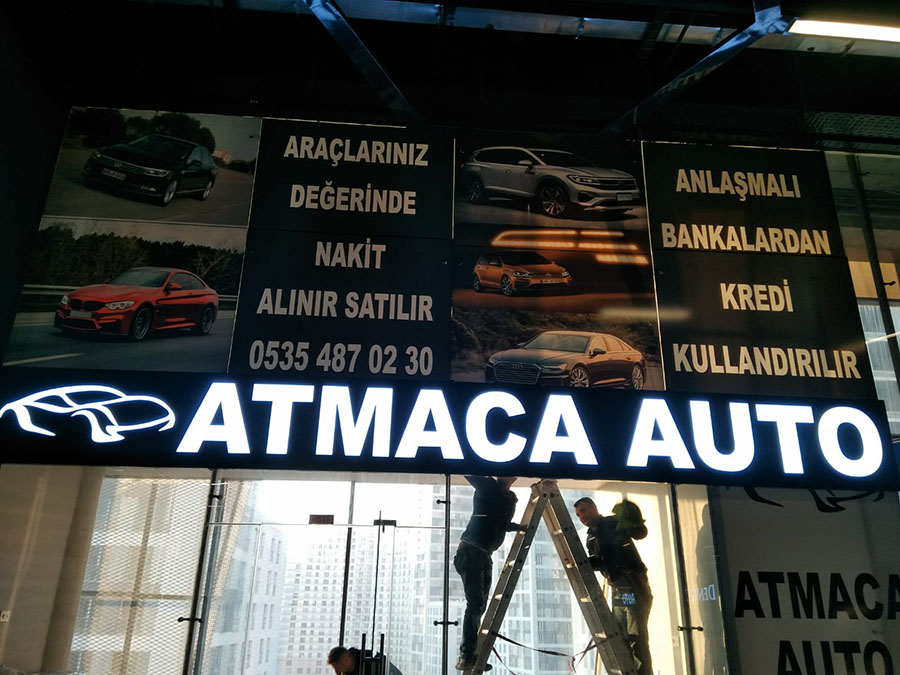 ARAÇLARINIZ
DEĞERİNDE
NAKİT
ALINIR SATILIR
0535 487 02 30
ANLAŞMALI
BANKALARDAN
KREDİ
KULLANDIRILIR
ATMACA AUTO
ATMACA
AUTO